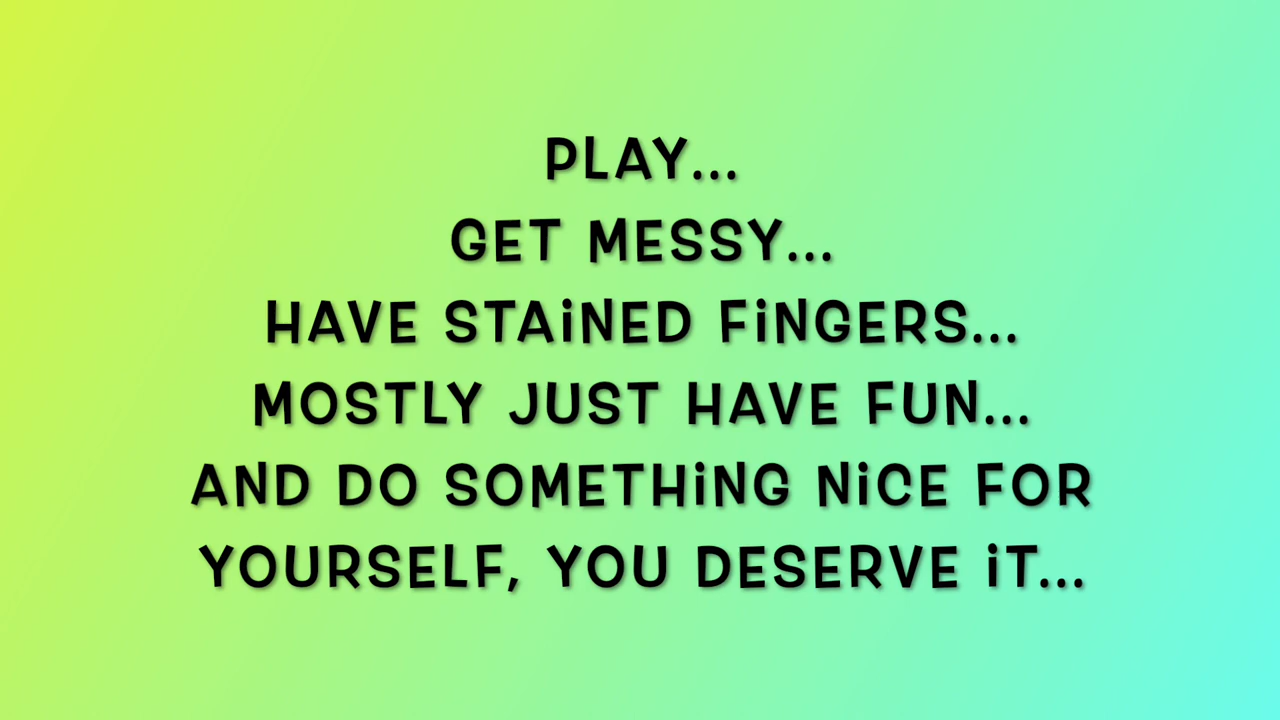 PLAY...
GET MESSY...
HAVE STAiNED FiNGERS...
MOSTLY JUST HAVE FUN...
AND DO SOMETHiNG NiCE FOR
YOURSELF, YOU DESERVE iT...